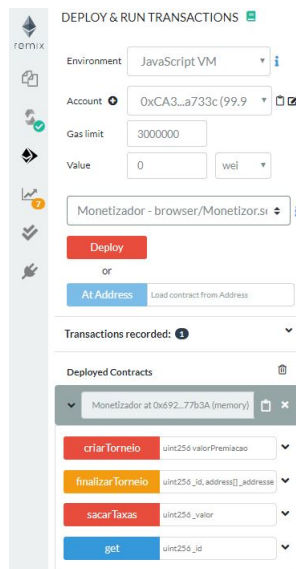 DEPLOY & RUN TRANSACTIONS
remix
Environment JavaScript VM
Account 0xCA3...a733c (99.9
Gas limit 3000000
Value 0 wei
Monetizador - browser/Monetizor.s
Deploy
or
At Address Load contract from Address
Transactions recorded: 1
Deployed Contracts
Monetizador at 0x692...77b3A (memory)
criarTorneio uint256 valorPremiacao
finalizarTorneio uint256 _id, address[] _addresse
sacarTaxas uint256 _valor
get uint256 _id